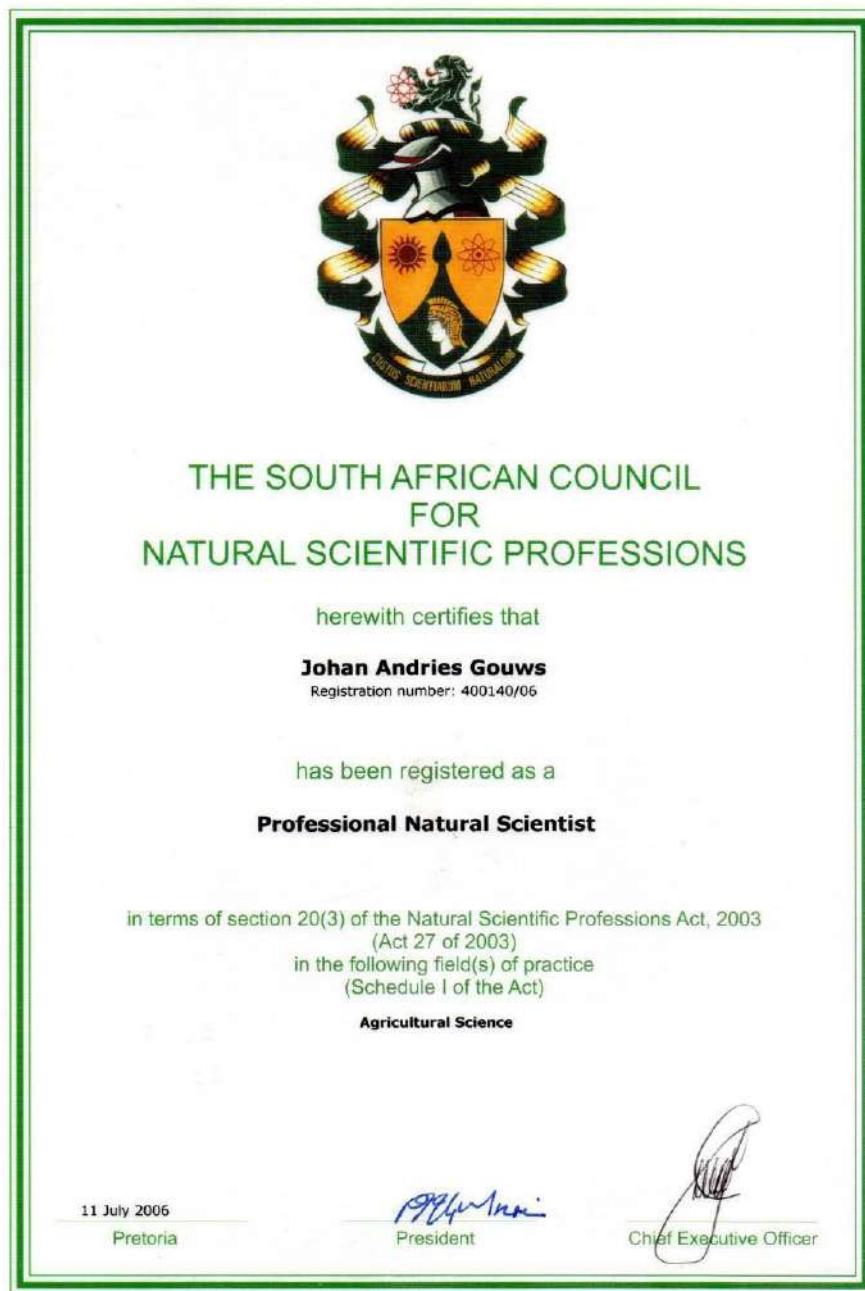 CUSTOS SCIENTIARUM NATURALIUM
THE SOUTH AFRICAN COUNCIL
FOR
NATURAL SCIENTIFIC PROFESSIONS
herewith certifies that
Johan Andries Gouws
Registration number: 400140/06
has been registered as a
Professional Natural Scientist
in terms of section 20(3) of the Natural Scientific Professions Act, 2003
(Act 27 of 2003)
in the following field(s) of practice
(Schedule I of the Act)
Agricultural Science
11 July 2006
Pretoria
President
Chief Executive Officer